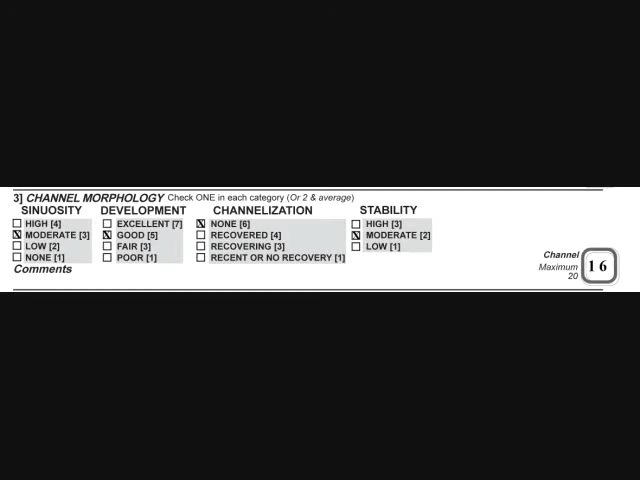 3] CHANNEL MORPHOLOGY Check ONE in each category (Or 2 & average)
SINUOSITY DEVELOPMENT CHANNELIZATION STABILITY
HIGH [4] EXCELLENT [7] NONE [6] HIGH [3]
MODERATE [3] GOOD [5] RECOVERED [4] MODERATE [2]
LOW [2] FAIR [3] RECOVERING [3] LOW [1]
NONE [1] POOR [1] RECENT OR NO RECOVERY [1]
Comments
Channel
Maximum
20
1 6